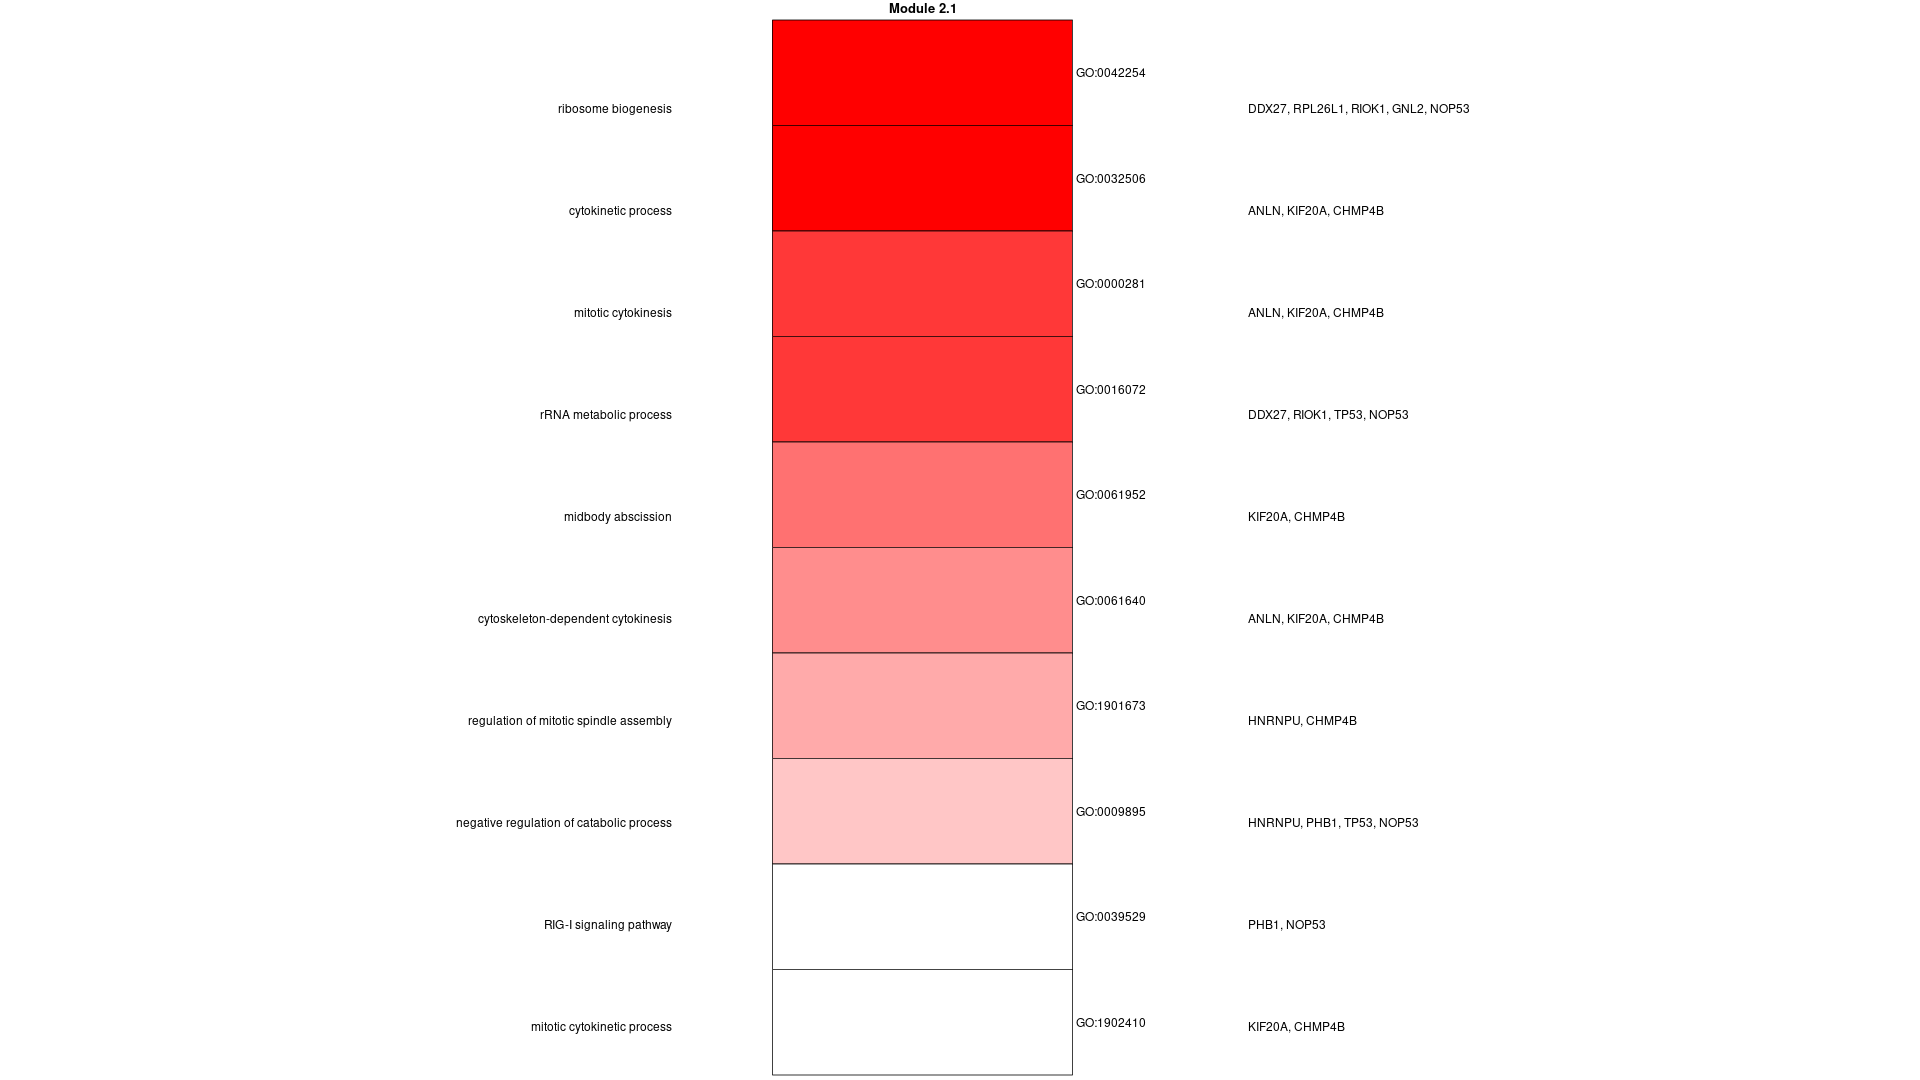 Module 2.1
GO:0042254
ribosome biogenesis
DDX27, RPL26L1, RIOK1, GNL2, NOP53
GO:0032506
cytokinetic process
ANLN, KIF20A, CHMP4B
GO:0000281
mitotic cytokinesis
ANLN, KIF20A, CHMP4B
GO:0016072
rRNA metabolic process
DDX27, RIOK1, TP53, NOP53
GO:0061952
midbody abscission
KIF20A, CHMP4B
GO:0061640
cytoskeleton-dependent cytokinesis
ANLN, KIF20A, CHMP4B
GO:1901673
regulation of mitotic spindle assembly
HNRNPU, CHMP4B
GO:0009895
negative regulation of catabolic process
HNRNPU, PHB1, TP53, NOP53
GO:0039529
RIG-I signaling pathway
PHB1, NOP53
GO:1902410
mitotic cytokinetic process
KIF20A, CHMP4B